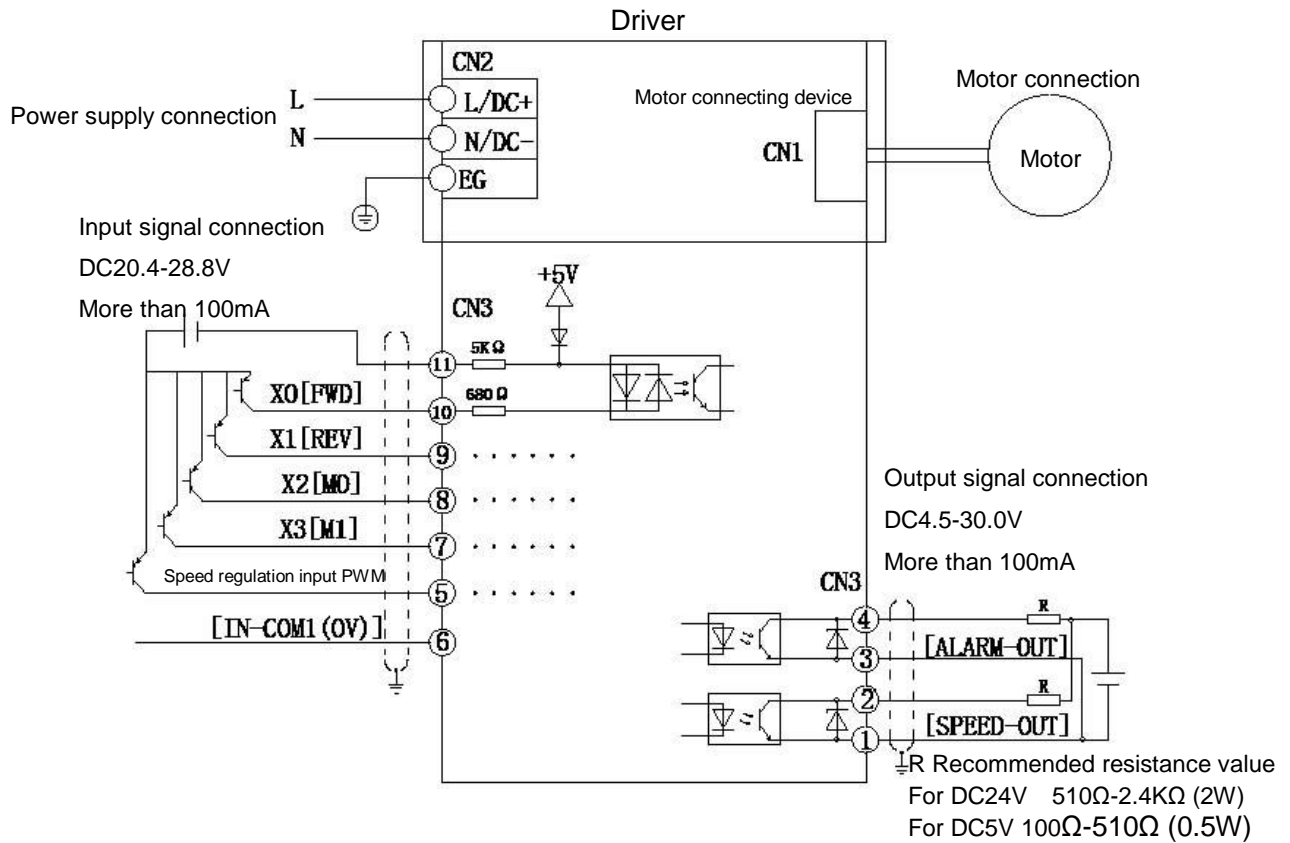 Driver
CN2
L
L/DC+
Power supply connection
N
N/DC-
EG
Motor connecting device
CN1
Motor connection
Motor
Input signal connection
DC20.4-28.8V
More than 100mA
+5V
CN3
11
5KΩ
X0[FWD]
10
680 Ω
X1[REV]
9
X2[M0]
8
X3[M1]
7
Speed regulation input PWM
5
[IN-COM1(0V)]
6
Output signal connection
DC4.5-30.0V
More than 100mA
CN3
4
R
[ALARM-OUT]
3
2
R
[SPEED-OUT]
1
R Recommended resistance value
For DC24V 510Ω-2.4KΩ (2W)
For DC5V 100Ω-510Ω (0.5W)